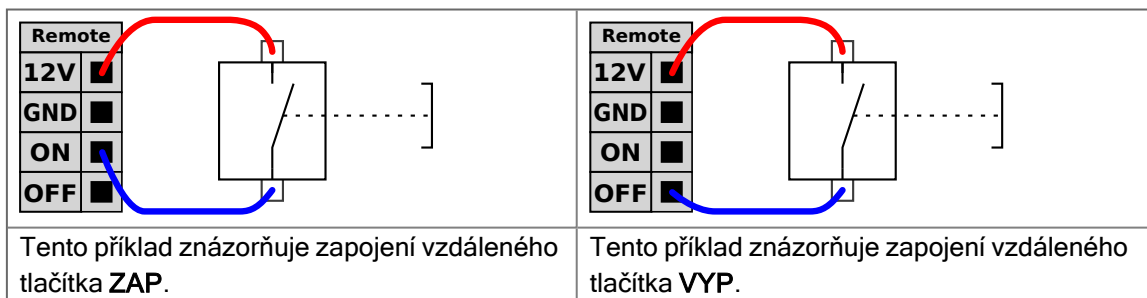 Remote
12V
GND
ON
OFF
Tento příklad znázorňuje zapojení vzdáleného
tlačítka ZAP.
Remote
12V
GND
ON
OFF
Tento příklad znázorňuje zapojení vzdáleného
tlačítka VYP.